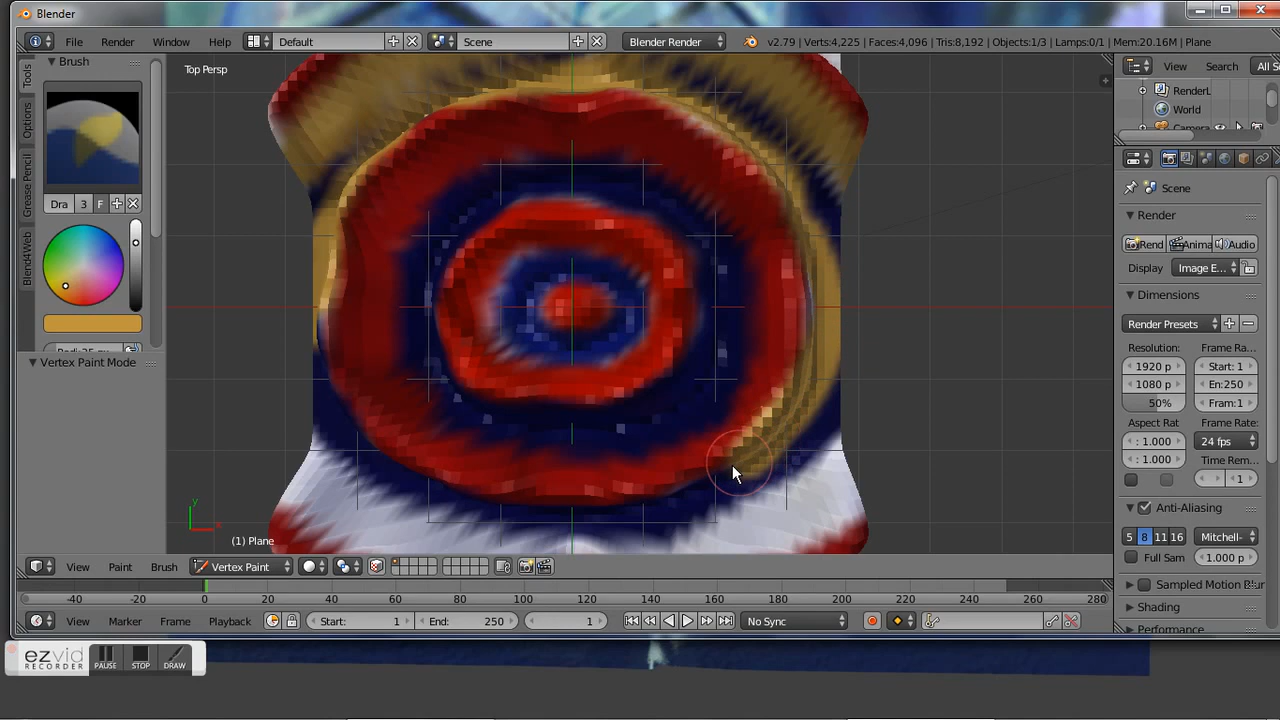 Blender
File Render Window Help Default Scene Blender Render v2.79 | Verts:4,225 | Faces:4,096 | Tris:8,192 | Objects:1/3 | Lamps:0/1 | Mem:20.16M | Plane
Tools
Options
Grease Pencil
Blend4Web
Brush
Dra 3 F
Vertex Paint Mode
Top Persp
y
x
(1) Plane
View Search All S
RenderL
World
Camera
Scene
Render
Rend Anima Audio
Display Image E...
Dimensions
Render Presets
Resolution: Frame Ra...
1920 p Start: 1
1080 p En:250
50% Fram:1
Aspect Rat Frame Rate:
: 1.000 24 fps
: 1.000 Time Rem...
1
Anti-Aliasing
5 8 11 16 Mitchell-
Full Sam 1.000 p
Sampled Motion Blur
Shading
Performance
View Paint Brush Vertex Paint
-40 -20 0 20 40 60 80 100 120 140 160 180 200 220 240 260 280
View Marker Frame Playback Start: 1 End: 250 1 No Sync
ezvid
RECORDER
PAUSE STOP DRAW